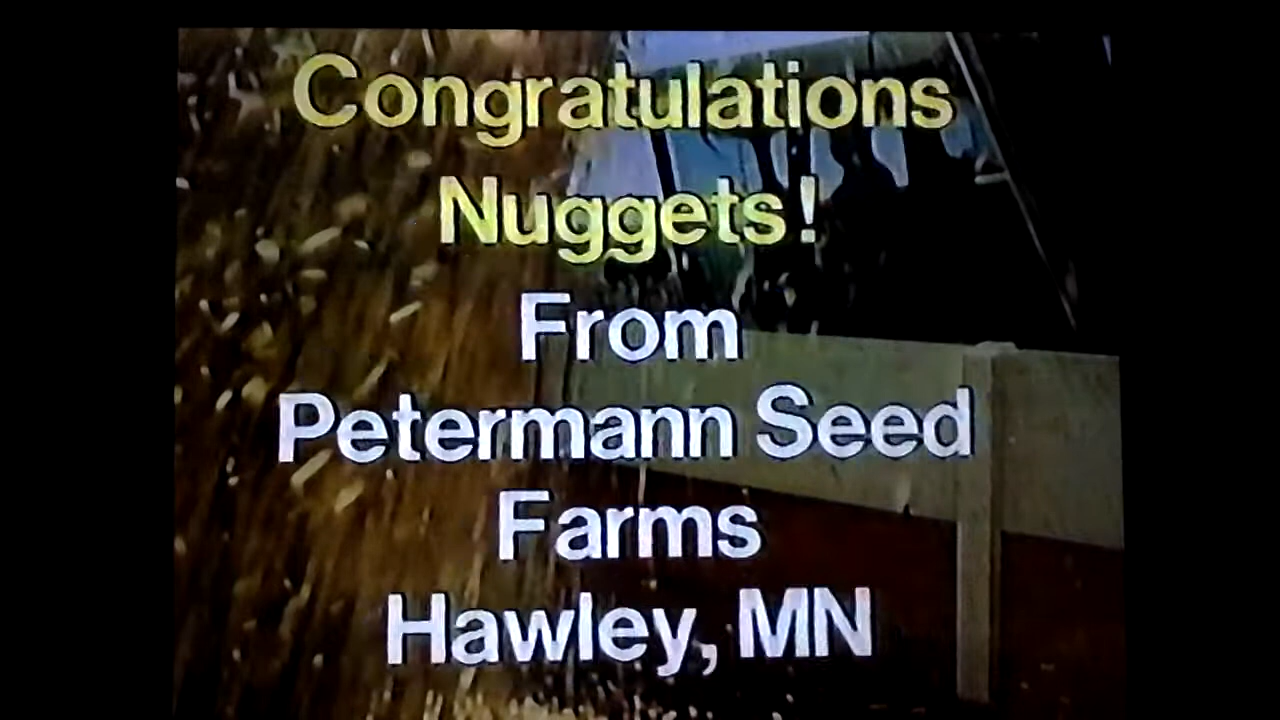 Congratulations
Nuggets!
From
Petermann Seed
Farms
Hawley, MN